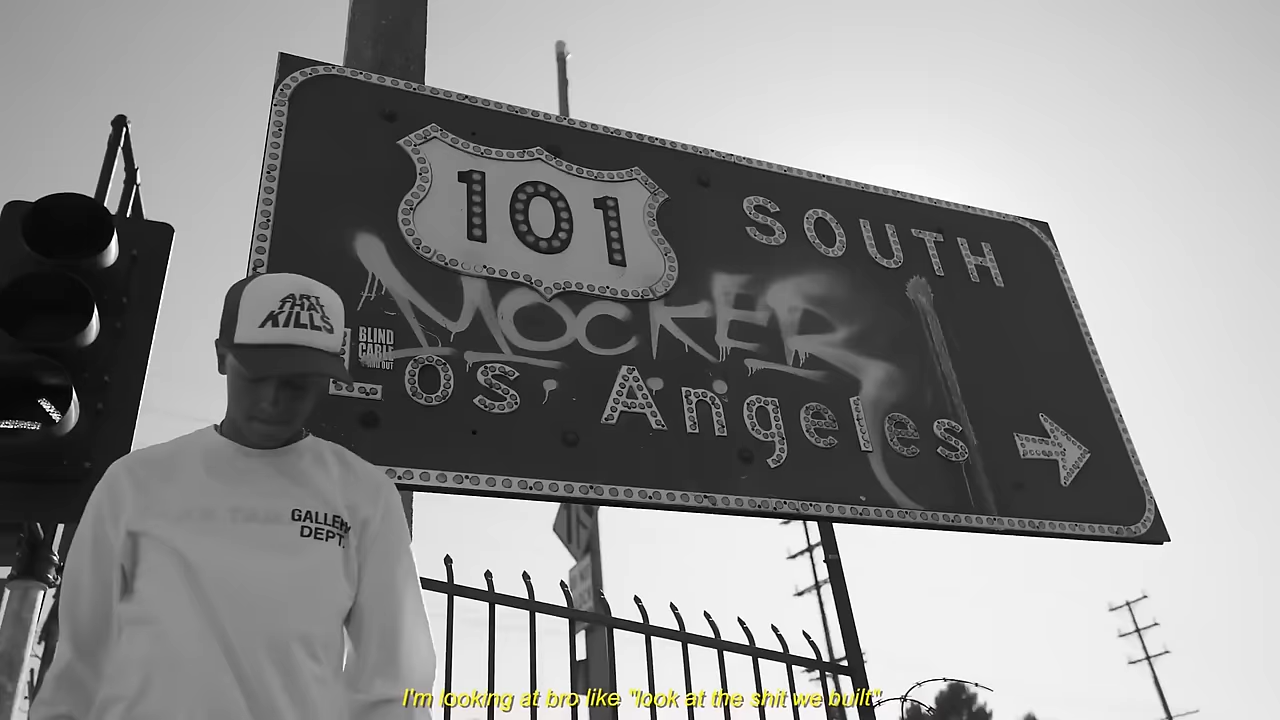 101
SOUTH
MOCKER
Los Angeles
ART
THAT
KILLS
BLIND
CABLE
GALLERY
DEPT.
I'm looking at bro like "look at the shit we built"